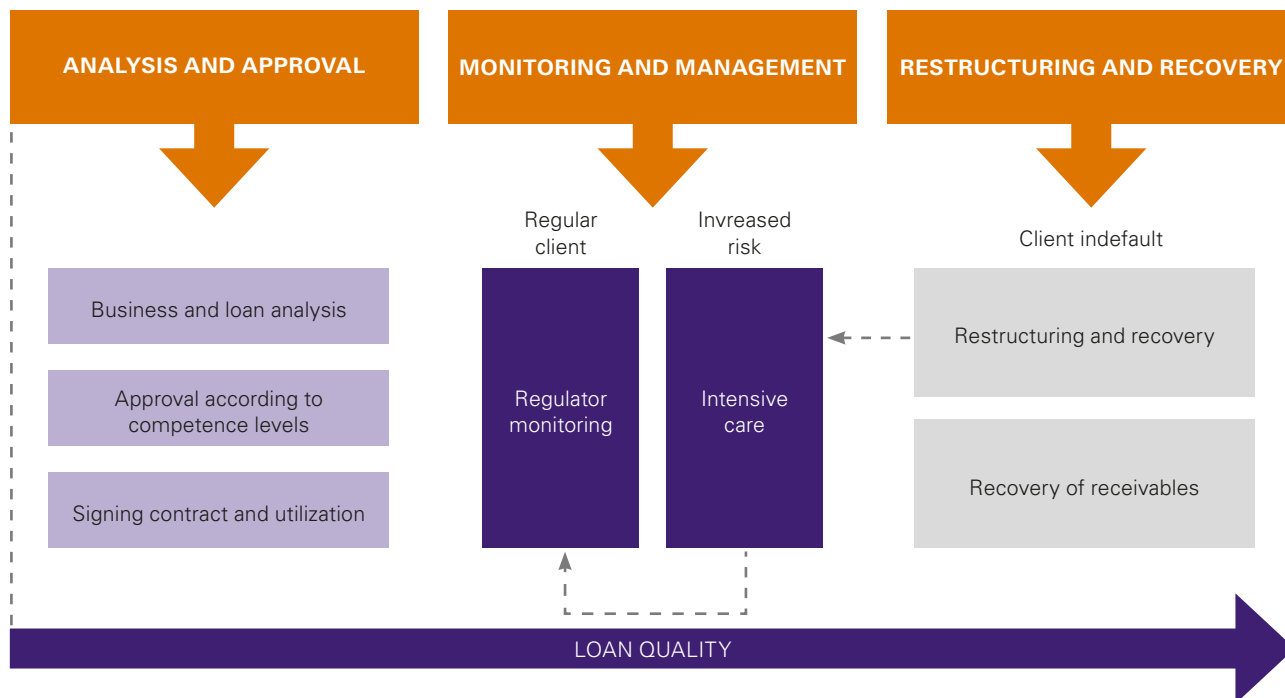 ANALYSIS AND APPROVAL
MONITORING AND MANAGEMENT
RESTRUCTURING AND RECOVERY
Regular
client
Invreased
risk
Client indefault
Business and loan analysis
Approval according to
competence levels
Signing contract and utilization
Regulator
monitoring
Intensive
care
Restructuring and recovery
Recovery of receivables
LOAN QUALITY